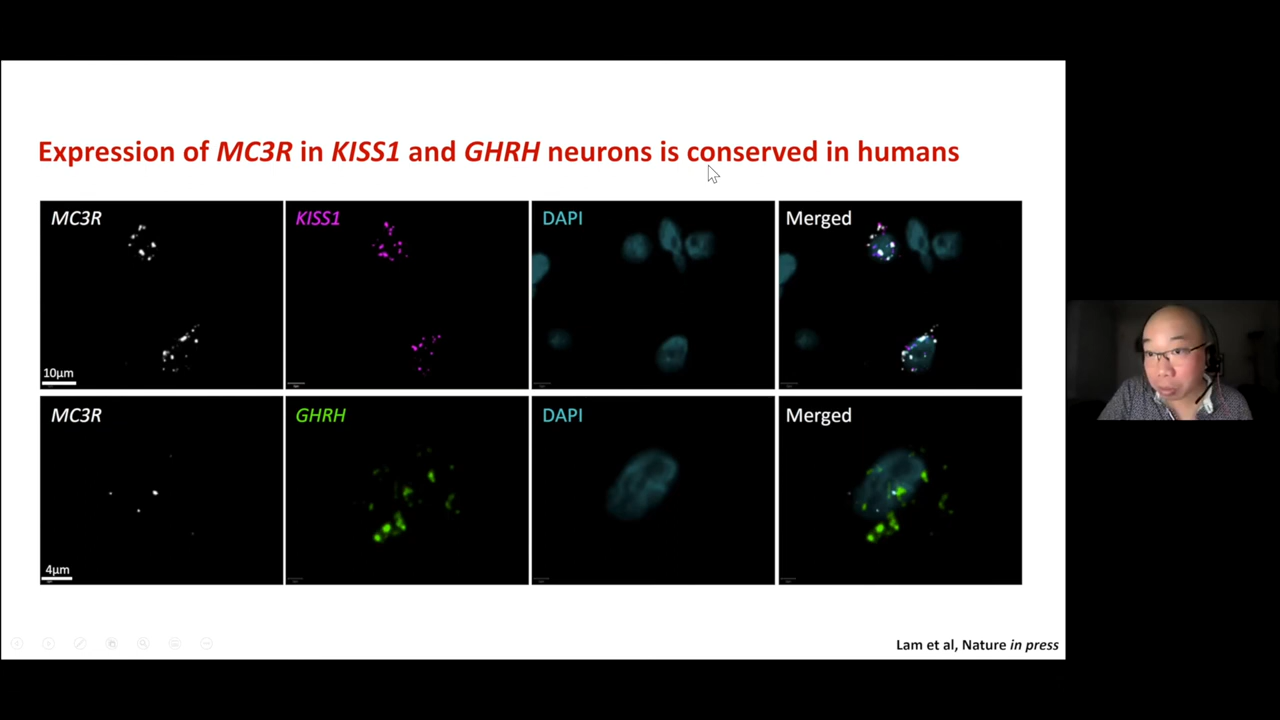 Expression of MC3R in KISS1 and GHRH neurons is conserved in humans
MC3R
KISS1
DAPI
Merged
10µm
MC3R
GHRH
DAPI
Merged
4µm
Lam et al, Nature in press